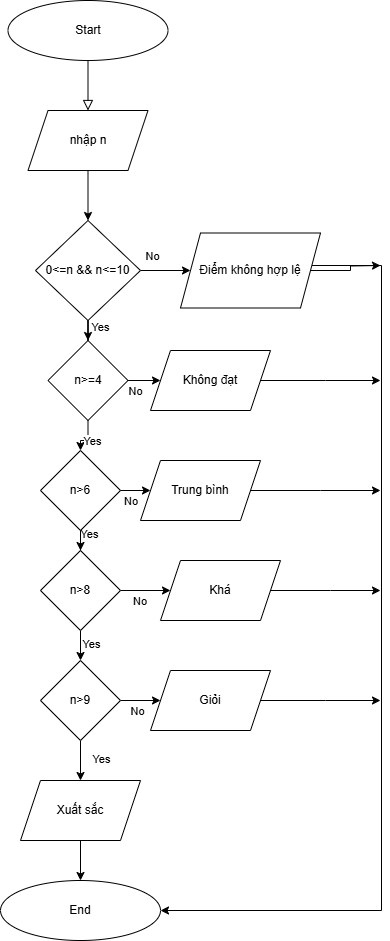 Start
nhập n
0<=n && n<=10
No
Điểm không hợp lệ
Yes
n>=4
No
Không đạt
Yes
n>6
No
Trung bình
Yes
n>8
No
Khá
Yes
n>9
No
Giỏi
Yes
Xuất sắc
End